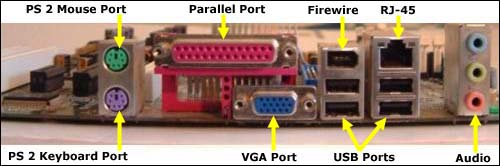 PS 2 Mouse Port
Parallel Port
Firewire
RJ-45
PS 2 Keyboard Port
VGA Port
USB Ports
Audio